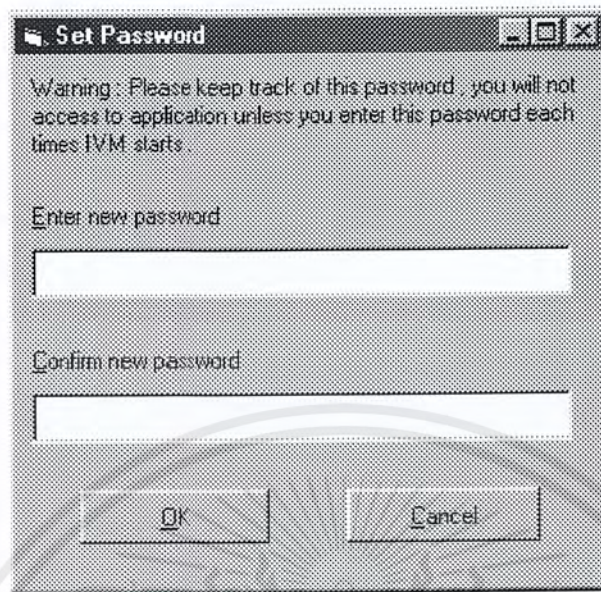 Set Password
Warning : Please keep track of this password , you will not
access to application unless you enter this password each
times IVM starts .
Enter new password
Confirm new password
OK
Cancel